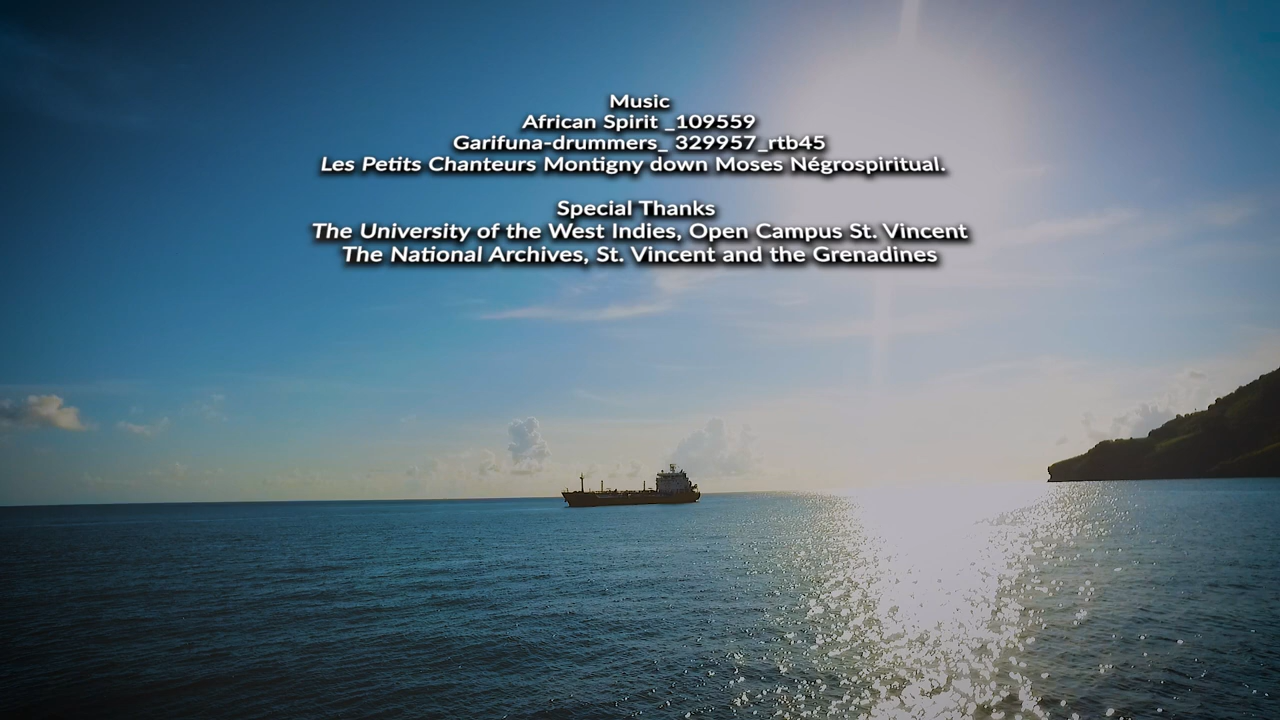 Music
African Spirit _109559
Garifuna-drummers_ 329957_rtb45
Les Petits Chanteurs Montigny down Moses Négrospiritual.
Special Thanks
The University of the West Indies, Open Campus St. Vincent
The National Archives, St. Vincent and the Grenadines